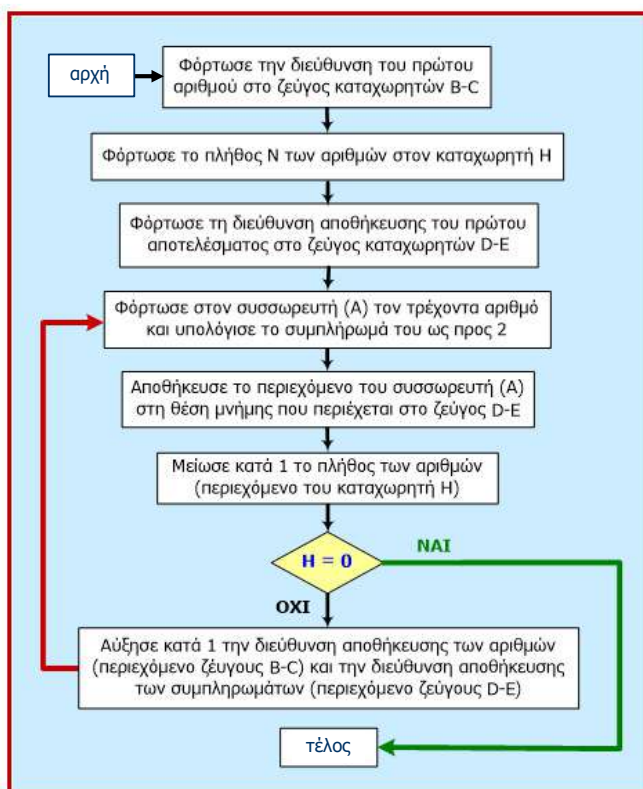 αρχή
Φόρτωσε την διεύθυνση του πρώτου
αριθμού στο ζεύγος καταχωρητών B-C
Φόρτωσε το πλήθος Ν των αριθμών στον καταχωρητή H
Φόρτωσε τη διεύθυνση αποθήκευσης του πρώτου
αποτελέσματος στο ζεύγος καταχωρητών D-E
Φόρτωσε στον συσσωρευτή (Α) τον τρέχοντα αριθμό
και υπολόγισε το συμπλήρωμά του ως προς 2
Αποθήκευσε το περιεχόμενο του συσσωρευτή (Α)
στη θέση μνήμης που περιέχεται στο ζεύγος D-E
Μείωσε κατά 1 το πλήθος των αριθμών
(περιεχόμενο του καταχωρητή H)
H = 0
ΝΑΙ
ΟΧΙ
Αύξησε κατά 1 την διεύθυνση αποθήκευσης των αριθμών
(περιεχόμενο ζέυγους B-C) και την διεύθυνση αποθήκευσης
των συμπληρωμάτων (περιεχόμενο ζεύγους D-E)
τέλος